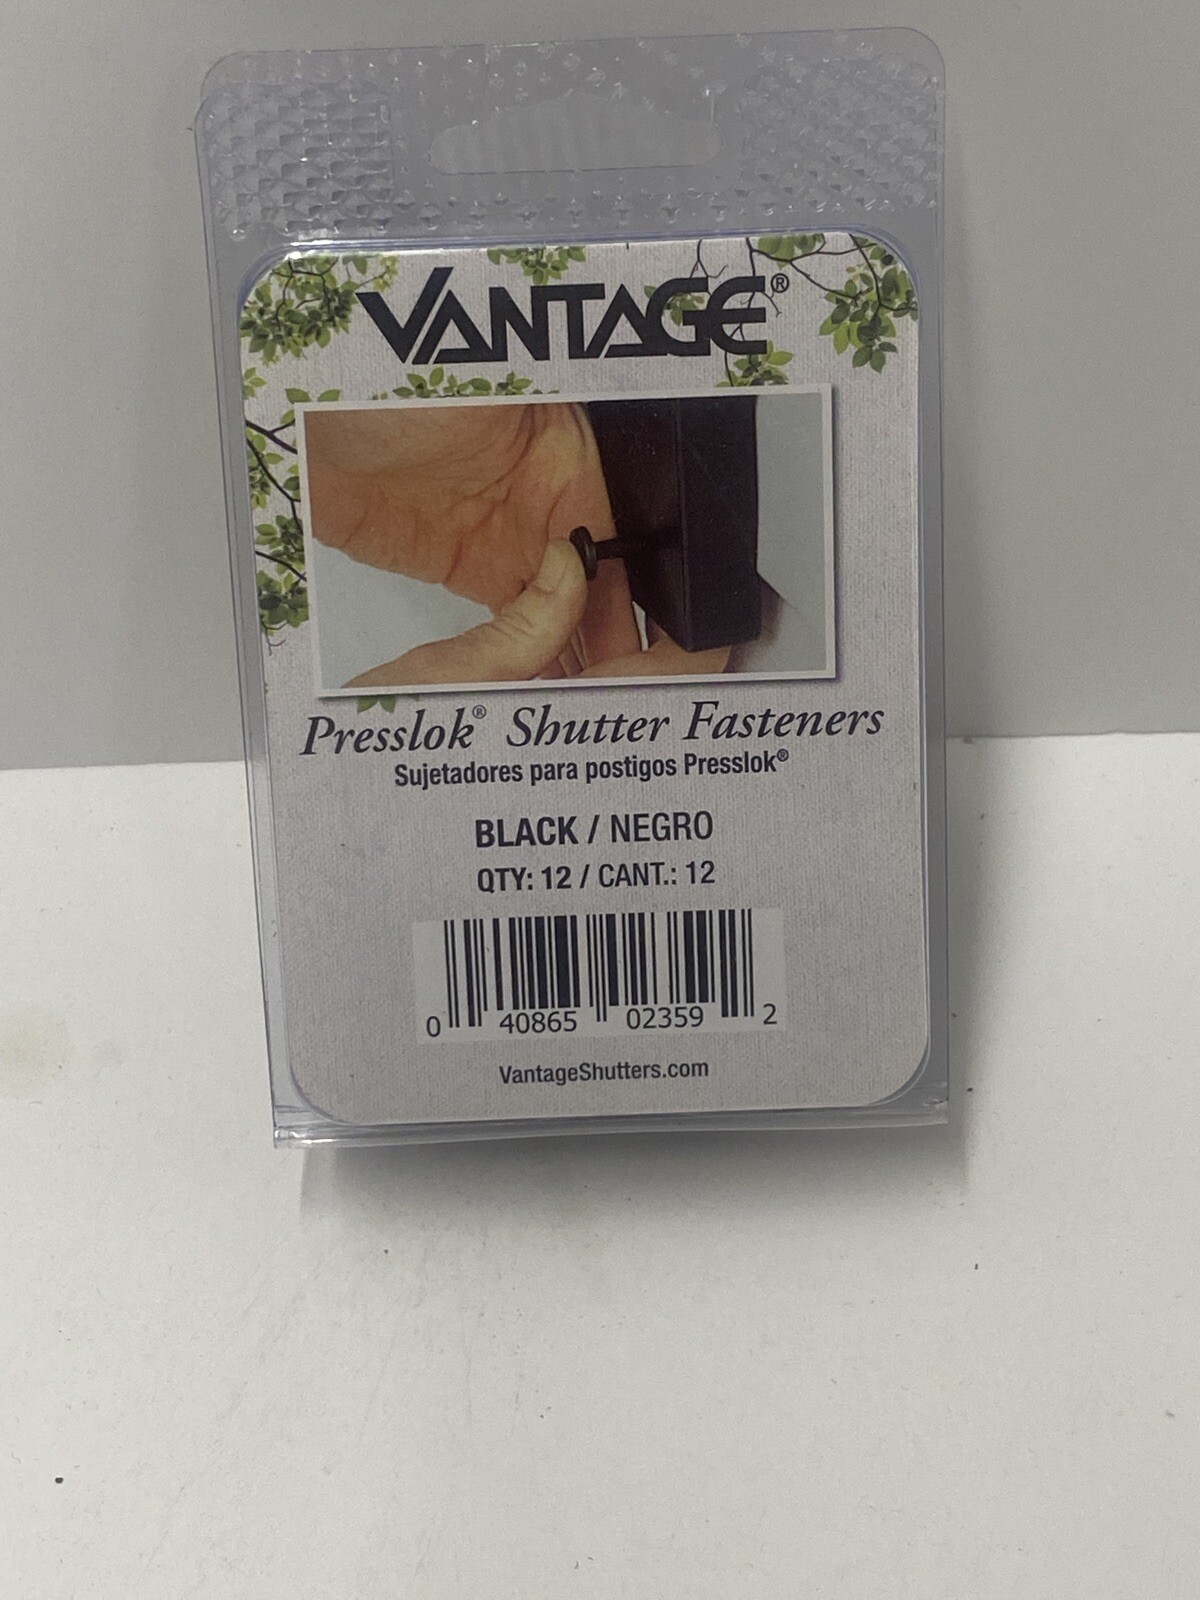 VANTAGE®
Presslok® Shutter Fasteners
Sujetadores para postigos Presslok®
BLACK / NEGRO
QTY: 12 / CANT.: 12
0 40865 02359 2
VantageShutters.com